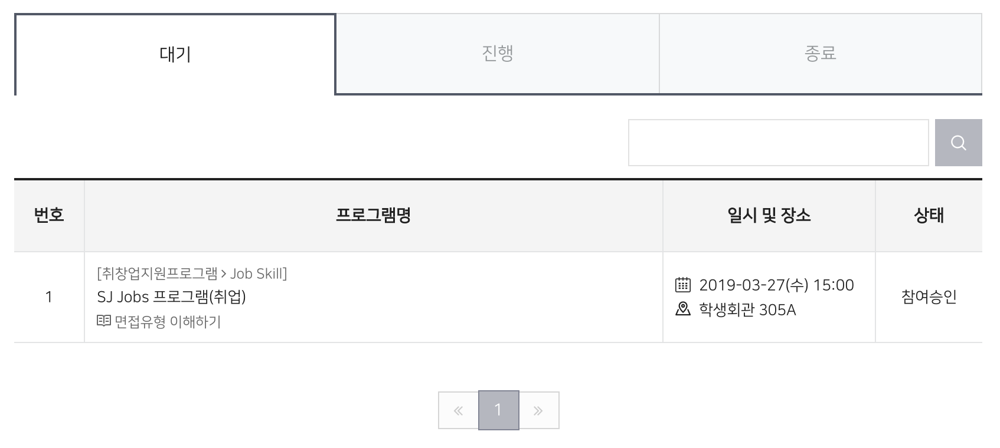 대기
진행
종료
번호
프로그램명
일시 및 장소
상태
1
[취창업지원프로그램 > Job Skill]
SJ Jobs 프로그램(취업)
면접유형 이해하기
2019-03-27(수) 15:00
학생회관 305A
참여승인
« 1 »